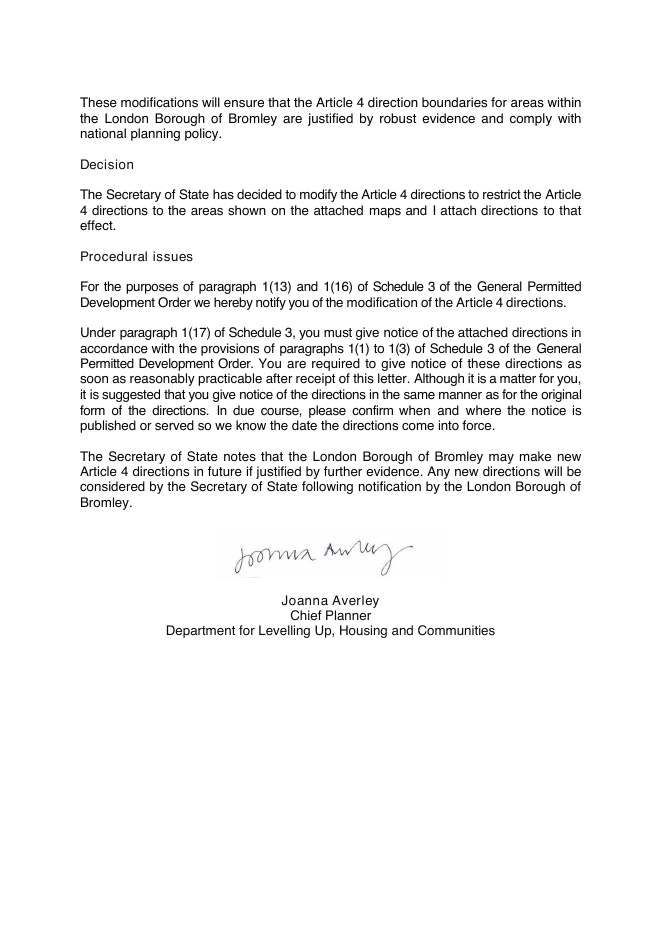 These modifications will ensure that the Article 4 direction boundaries for areas within
the London Borough of Bromley are justified by robust evidence and comply with
national planning policy.
Decision
The Secretary of State has decided to modify the Article 4 directions to restrict the Article
4 directions to the areas shown on the attached maps and I attach directions to that
effect.
Procedural issues
For the purposes of paragraph 1(13) and 1(16) of Schedule 3 of the General Permitted
Development Order we hereby notify you of the modification of the Article 4 directions.
Under paragraph 1(17) of Schedule 3, you must give notice of the attached directions in
accordance with the provisions of paragraphs 1(1) to 1(3) of Schedule 3 of the General
Permitted Development Order. You are required to give notice of these directions as
soon as reasonably practicable after receipt of this letter. Although it is a matter for you,
it is suggested that you give notice of the directions in the same manner as for the original
form of the directions. In due course, please confirm when and where the notice is
published or served so we know the date the directions come into force.
The Secretary of State notes that the London Borough of Bromley may make new
Article 4 directions in future if justified by further evidence. Any new directions will be
considered by the Secretary of State following notification by the London Borough of
Bromley.
Joanna Averley
Joanna Averley
Chief Planner
Department for Levelling Up, Housing and Communities